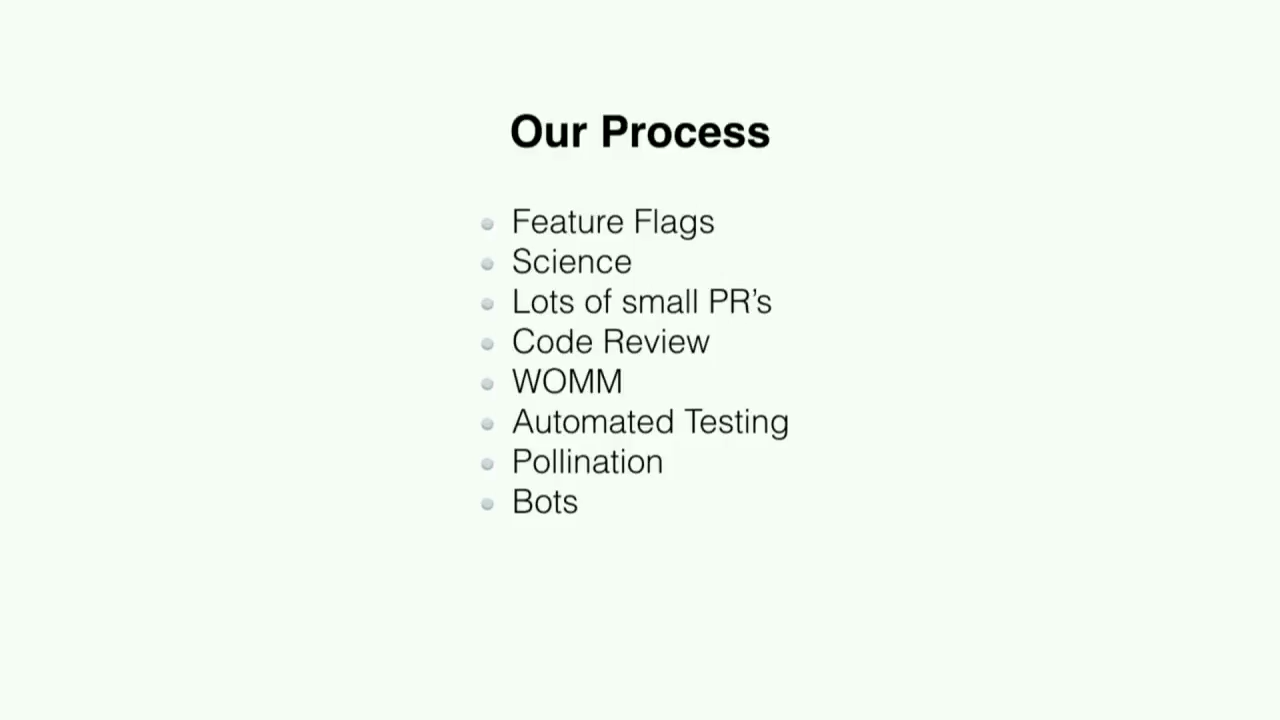 Our Process
Feature Flags
Science
Lots of small PR’s
Code Review
WOMM
Automated Testing
Pollination
Bots